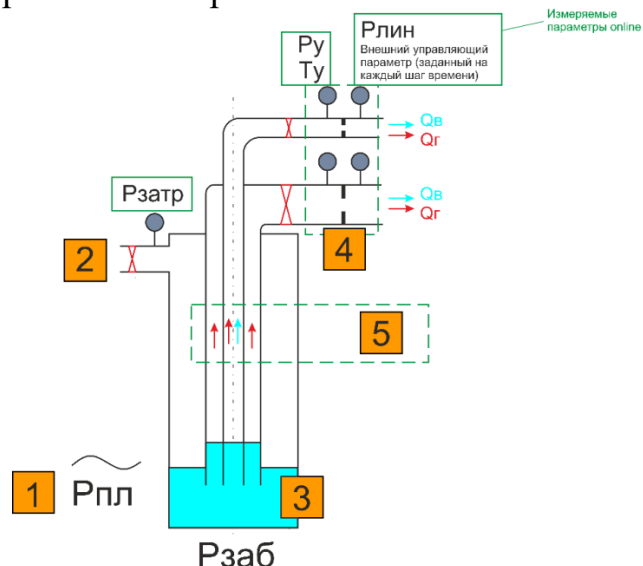 Измеряемые
параметры online
Ру
Ту
Рлин
Внешний управляющий
параметр (заданный на
каждый шаг времени)
Qв
Qг
Рзатр
Qв
Qг
2
4
5
1
Рпл
3
Рзаб